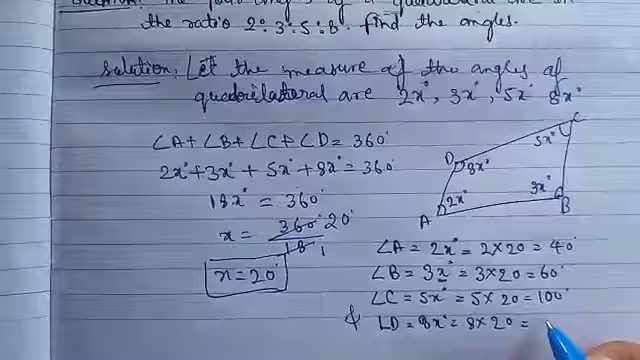 the ratio 2:3:5:8. find the angles.
Solution: Let the measure of the angles of
quadrilateral are 2x°, 3x°, 5x° 8x°
∠A+∠B+∠C+∠D=360°
2x°+3x°+5x°+8x°=360°
18x° = 360°
x = 360° 20°
18 1
x=20°
C
5x°
D
8x°
3x°
2x°
B
A
∠A = 2x° = 2×20 = 40°
∠B = 3x° = 3×20 = 60°
∠C = 5x° = 5×20 = 100°
& ∠D = 8x° = 8×20 =